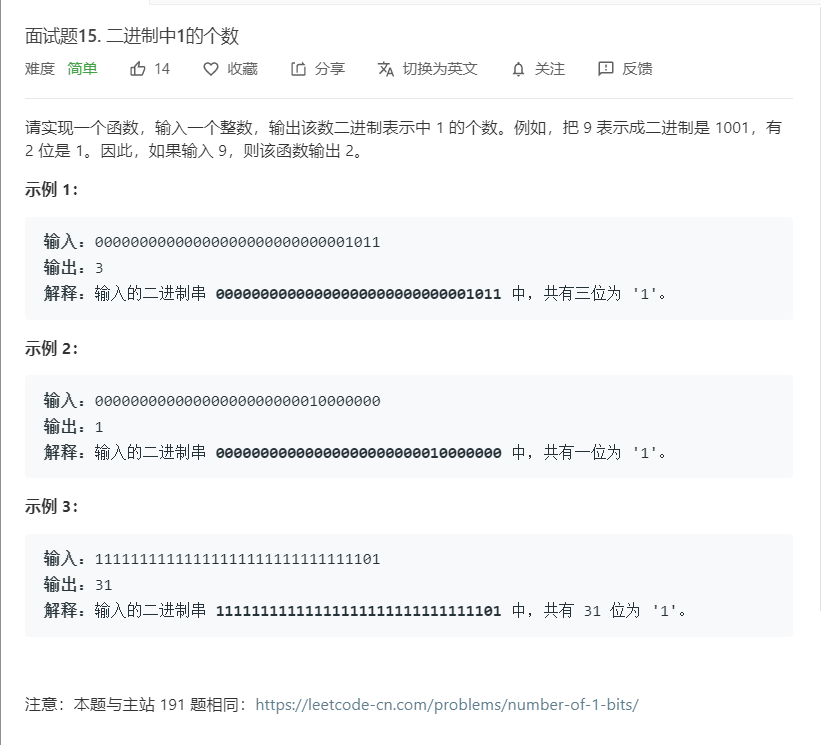 面试题15. 二进制中1的个数
难度 简单 14 收藏 分享 切换为英文 关注 反馈
请实现一个函数，输入一个整数，输出该数二进制表示中 1 的个数。例如，把 9 表示成二进制是 1001，有
2 位是 1。因此，如果输入 9，则该函数输出 2。
示例 1：
输入：00000000000000000000000000001011
输出：3
解释：输入的二进制串 00000000000000000000000000001011 中，共有三位为 '1'。
示例 2：
输入：00000000000000000000000010000000
输出：1
解释：输入的二进制串 00000000000000000000000010000000 中，共有一位为 '1'。
示例 3：
输入：11111111111111111111111111111101
输出：31
解释：输入的二进制串 11111111111111111111111111111101 中，共有 31 位为 '1'。
注意：本题与主站 191 题相同：https://leetcode-cn.com/problems/number-of-1-bits/